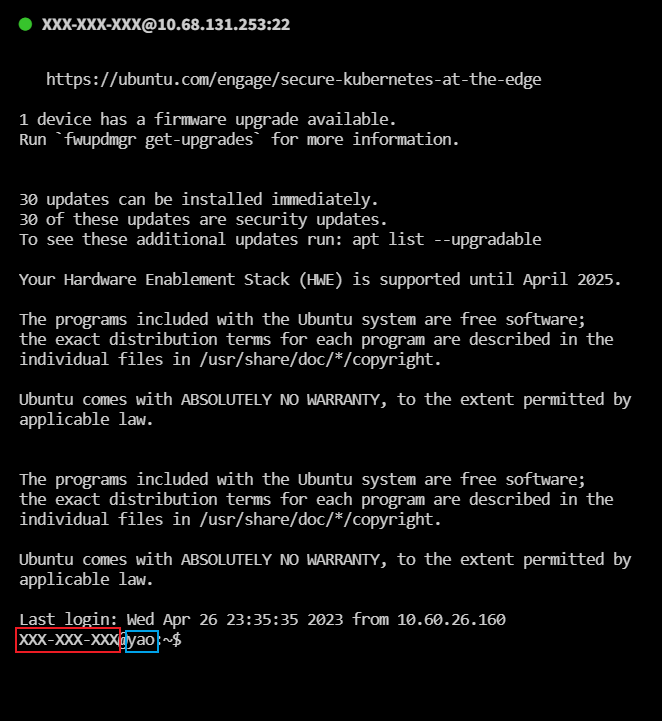 XXX-XXX-XXX@10.68.131.253:22
https://ubuntu.com/engage/secure-kubernetes-at-the-edge
1 device has a firmware upgrade available.
Run `fwupdmgr get-upgrades` for more information.
30 updates can be installed immediately.
30 of these updates are security updates.
To see these additional updates run: apt list --upgradable
Your Hardware Enablement Stack (HWE) is supported until April 2025.
The programs included with the Ubuntu system are free software;
the exact distribution terms for each program are described in the
individual files in /usr/share/doc/*/copyright.
Ubuntu comes with ABSOLUTELY NO WARRANTY, to the extent permitted by
applicable law.
The programs included with the Ubuntu system are free software;
the exact distribution terms for each program are described in the
individual files in /usr/share/doc/*/copyright.
Ubuntu comes with ABSOLUTELY NO WARRANTY, to the extent permitted by
applicable law.
Last login: Wed Apr 26 23:35:35 2023 from 10.60.26.160
XXX-XXX-XXX@yao:~$